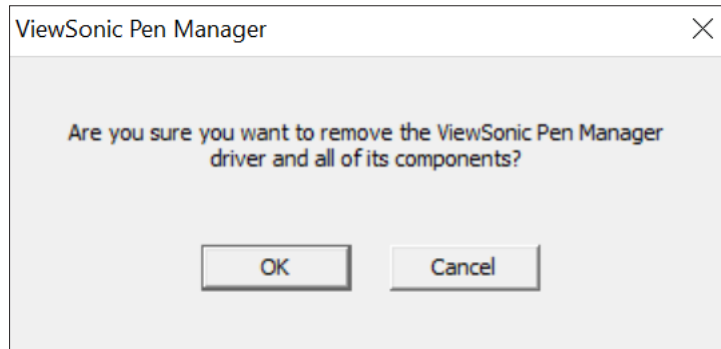 ViewSonic Pen Manager
Are you sure you want to remove the ViewSonic Pen Manager
driver and all of its components?
OK
Cancel